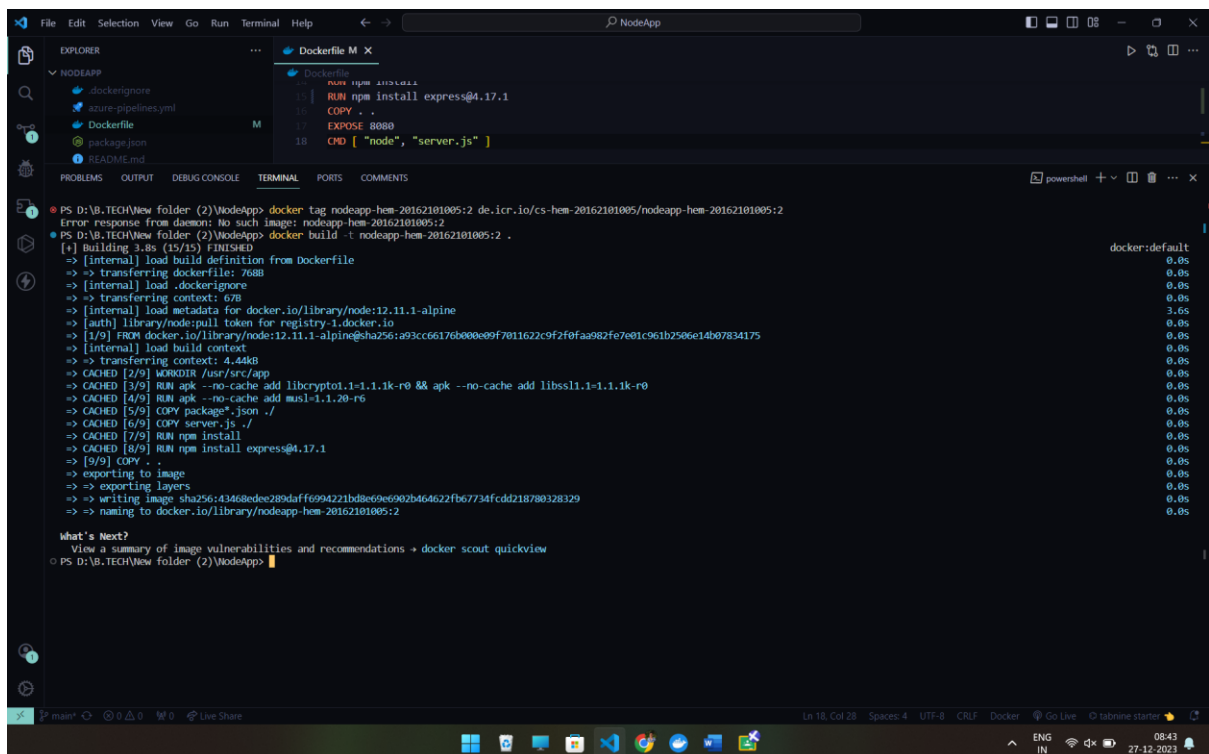 File Edit Selection View Go Run Terminal Help
NodeApp
EXPLORER
Dockerfile M
NODEAPP
.dockerignore
azure-pipelines.yml
Dockerfile M
package.json
README.md
Dockerfile
14 RUN npm install
15 RUN npm install express@4.17.1
16 COPY . .
17 EXPOSE 8080
18 CMD [ "node", "server.js" ]
PROBLEMS OUTPUT DEBUG CONSOLE TERMINAL PORTS COMMENTS
powershell
PS D:\B.TECH\New folder (2)\NodeApp> docker tag nodeapp-hem-20162101005:2 de.icr.io/cs-hem-20162101005/nodeapp-hem-20162101005:2
Error response from daemon: No such image: nodeapp-hem-20162101005:2
PS D:\B.TECH\New folder (2)\NodeApp> docker build -t nodeapp-hem-20162101005:2 .
[+] Building 3.8s (15/15) FINISHED docker:default
=> [internal] load build definition from Dockerfile 0.0s
=> => transferring dockerfile: 768B 0.0s
=> [internal] load .dockerignore 0.0s
=> => transferring context: 67B 0.0s
=> [internal] load metadata for docker.io/library/node:12.11.1-alpine 3.6s
=> [auth] library/node:pull token for registry-1.docker.io 0.0s
=> [1/9] FROM docker.io/library/node:12.11.1-alpine@sha256:a93cc66176b000e09f7011622c9f2f0faa982fe7e01c961b2506e14b07834175 0.0s
=> [internal] load build context 0.0s
=> => transferring context: 4.44kB 0.0s
=> CACHED [2/9] WORKDIR /usr/src/app 0.0s
=> CACHED [3/9] RUN apk --no-cache add libcrypto1.1=1.1.1k-r0 && apk --no-cache add libssl1.1=1.1.1k-r0 0.0s
=> CACHED [4/9] RUN apk --no-cache add musl=1.1.20-r6 0.0s
=> CACHED [5/9] COPY package*.json ./ 0.0s
=> CACHED [6/9] COPY server.js ./ 0.0s
=> CACHED [7/9] RUN npm install 0.0s
=> CACHED [8/9] RUN npm install express@4.17.1 0.0s
=> [9/9] COPY . . 0.0s
=> exporting to image 0.0s
=> => exporting layers 0.0s
=> => writing image sha256:43468edee289daff6994221bd8e69e6902b464622fb67734fcdd218780328329 0.0s
=> => naming to docker.io/library/nodeapp-hem-20162101005:2 0.0s
What's Next?
View a summary of image vulnerabilities and recommendations → docker scout quickview
PS D:\B.TECH\New folder (2)\NodeApp>
main* 0 0 0 Live Share
Ln 18, Col 28 Spaces: 4 UTF-8 CRLF Docker Go Live tabnine starter
ENG 08:43
IN 27-12-2023